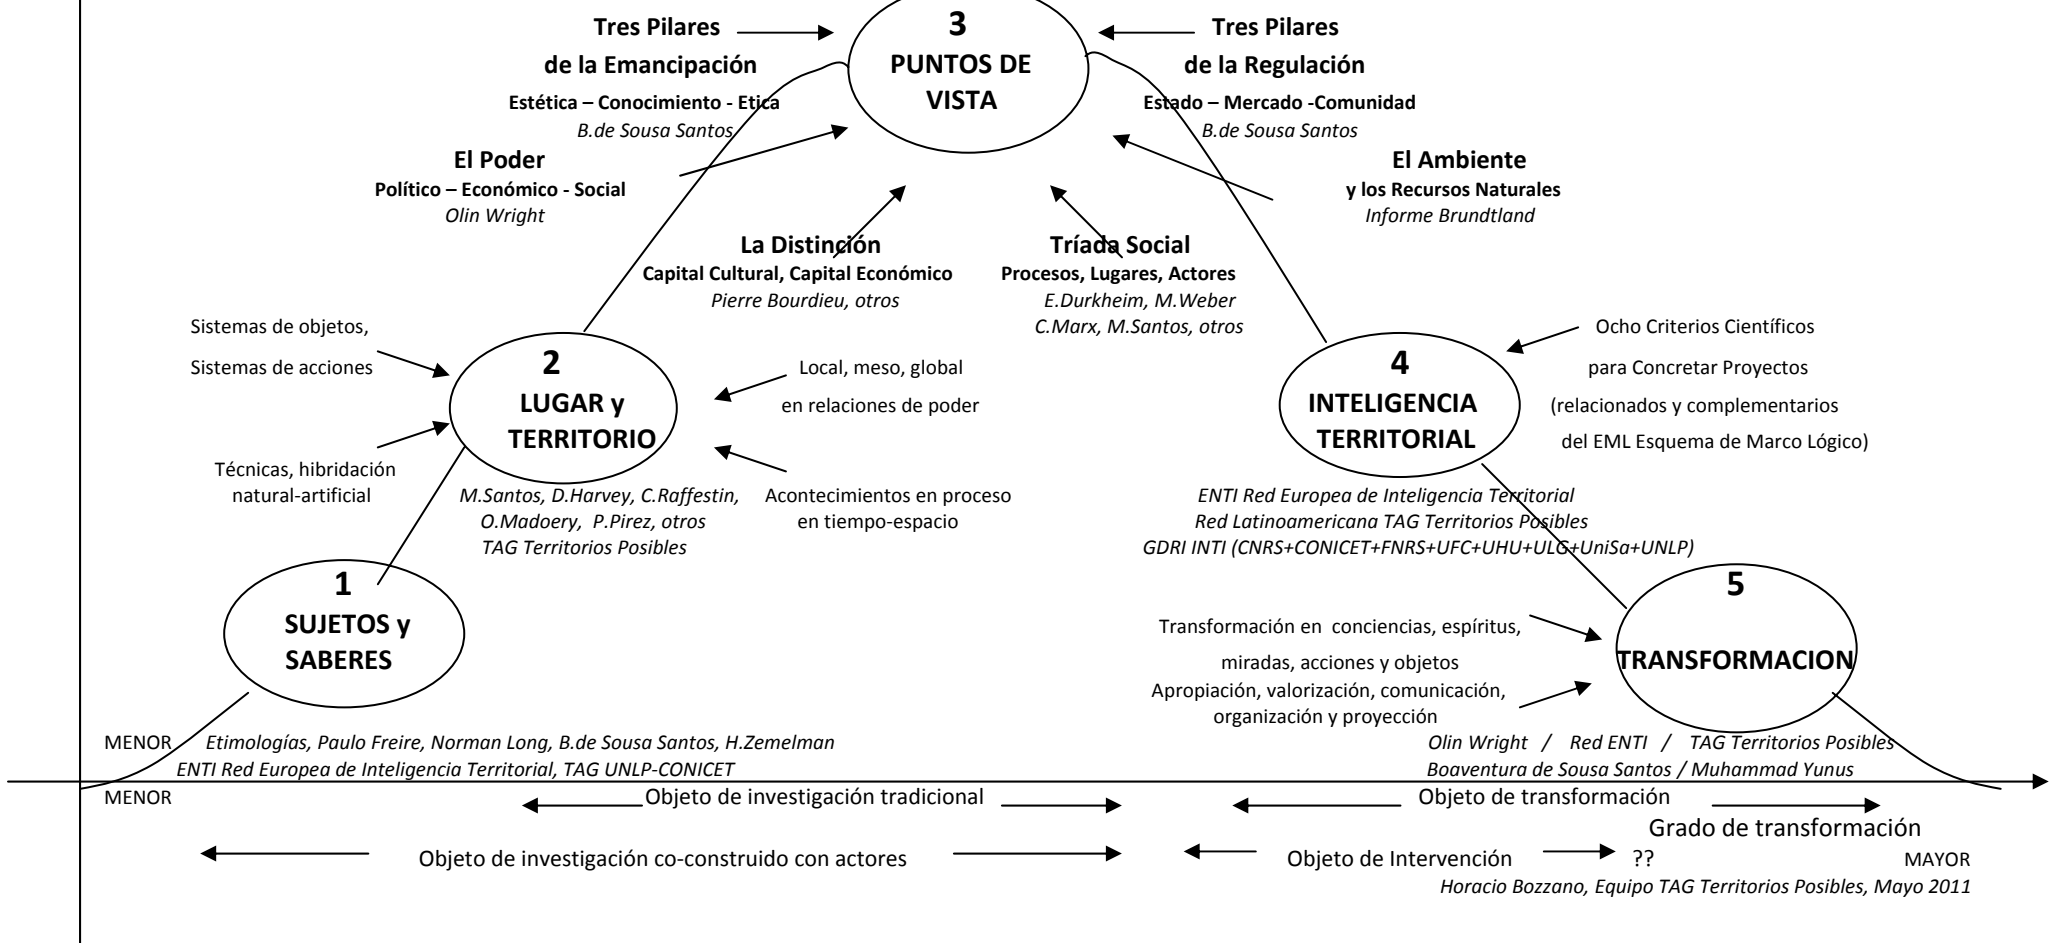 Tres Pilares
de la Emancipación
Estética – Conocimiento - Etica
B.de Sousa Santos
3
PUNTOS DE
VISTA
Tres Pilares
de la Regulación
Estado – Mercado -Comunidad
B.de Sousa Santos
El Poder
Político – Económico - Social
Olin Wright
El Ambiente
y los Recursos Naturales
Informe Brundtland
La Distinción
Capital Cultural, Capital Económico
Pierre Bourdieu, otros
Tríada Social
Procesos, Lugares, Actores
E.Durkheim, M.Weber
C.Marx, M.Santos, otros
Sistemas de objetos,
Sistemas de acciones
Técnicas, hibridación
natural-artificial
2
LUGAR y
TERRITORIO
Local, meso, global
en relaciones de poder
Acontecimientos en proceso
en tiempo-espacio
M.Santos, D.Harvey, C.Raffestin,
O.Madoery, P.Pirez, otros
TAG Territorios Posibles
4
INTELIGENCIA
TERRITORIAL
Ocho Criterios Científicos
para Concretar Proyectos
(relacionados y complementarios
del EML Esquema de Marco Lógico)
ENTI Red Europea de Inteligencia Territorial
Red Latinoamericana TAG Territorios Posibles
GDRI INTI (CNRS+CONICET+FNRS+UFC+UHU+ULG+UniSa+UNLP)
1
SUJETOS y
SABERES
5
TRANSFORMACION
Transformación en conciencias, espíritus,
miradas, acciones y objetos
Apropiación, valorización, comunicación,
organización y proyección
MENOR
Etimologías, Paulo Freire, Norman Long, B.de Sousa Santos, H.Zemelman
ENTI Red Europea de Inteligencia Territorial, TAG UNLP-CONICET
Olin Wright / Red ENTI / TAG Territorios Posibles
Boaventura de Sousa Santos / Muhammad Yunus
MENOR
Objeto de investigación tradicional
Objeto de transformación
Grado de transformación
Objeto de investigación co-construido con actores
Objeto de Intervención
??
MAYOR
Horacio Bozzano, Equipo TAG Territorios Posibles, Mayo 2011